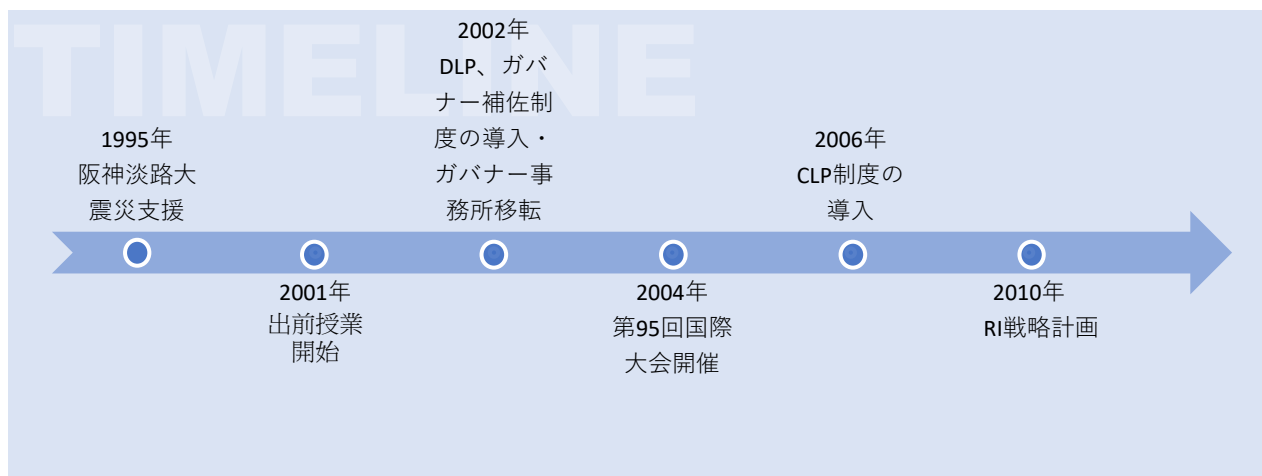 TIMELINE
1995年
阪神淡路大
震災支援
2001年
出前授業
開始
2002年
DLP、ガバ
ナー補佐制
度の導入・
ガバナー事
務所移転
2004年
第95回国際
大会開催
2006年
CLP制度の
導入
2010年
RI戦略計画